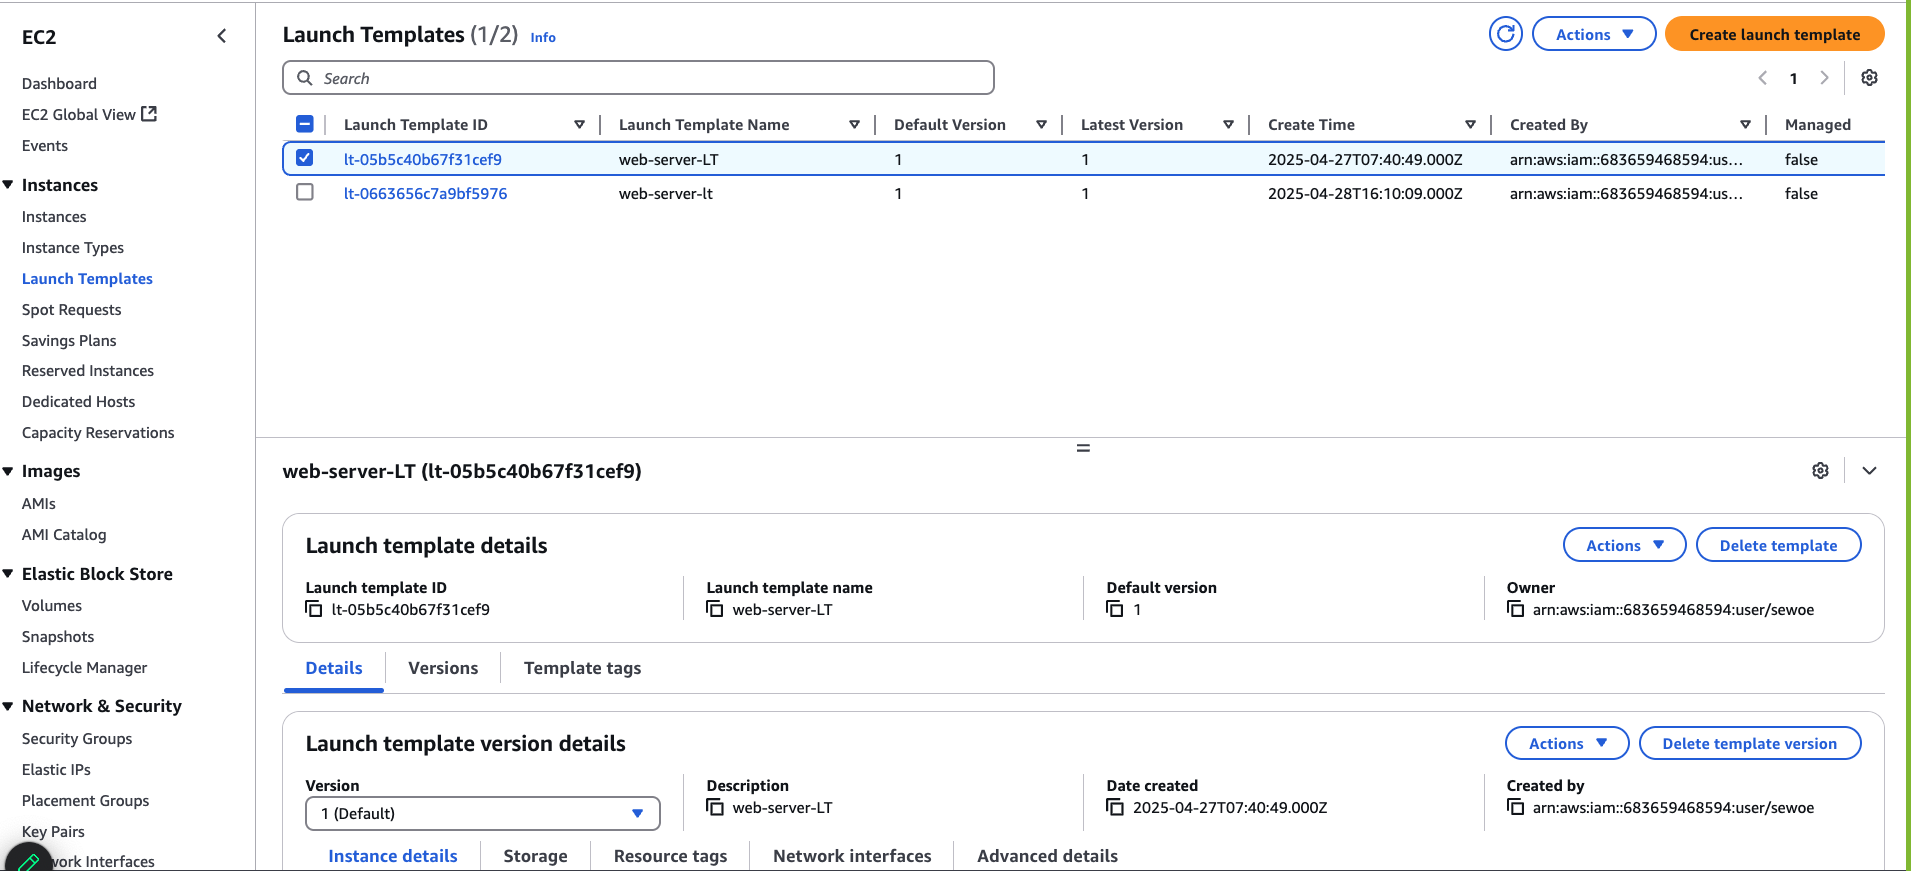 EC2
Dashboard
EC2 Global View
Events
Instances
Instances
Instance Types
Launch Templates
Spot Requests
Savings Plans
Reserved Instances
Dedicated Hosts
Capacity Reservations
Images
AMIs
AMI Catalog
Elastic Block Store
Volumes
Snapshots
Lifecycle Manager
Network & Security
Security Groups
Elastic IPs
Placement Groups
Key Pairs
work Interfaces
Launch Templates (1/2) Info
Actions
Create launch template
Search
1
Launch Template ID Launch Template Name Default Version Latest Version Create Time Created By Managed
lt-05b5c40b67f31cef9 web-server-LT 1 1 2025-04-27T07:40:49.000Z arn:aws:iam::683659468594:us... false
lt-0663656c7a9bf5976 web-server-lt 1 1 2025-04-28T16:10:09.000Z arn:aws:iam::683659468594:us... false
web-server-LT (lt-05b5c40b67f31cef9)
Launch template details
Actions
Delete template
Launch template ID Launch template name Default version Owner
lt-05b5c40b67f31cef9 web-server-LT 1 arn:aws:iam::683659468594:user/sewoe
Details Versions Template tags
Launch template version details
Actions
Delete template version
Version Description Date created Created by
1 (Default) web-server-LT 2025-04-27T07:40:49.000Z arn:aws:iam::683659468594:user/sewoe
Instance details Storage Resource tags Network interfaces Advanced details